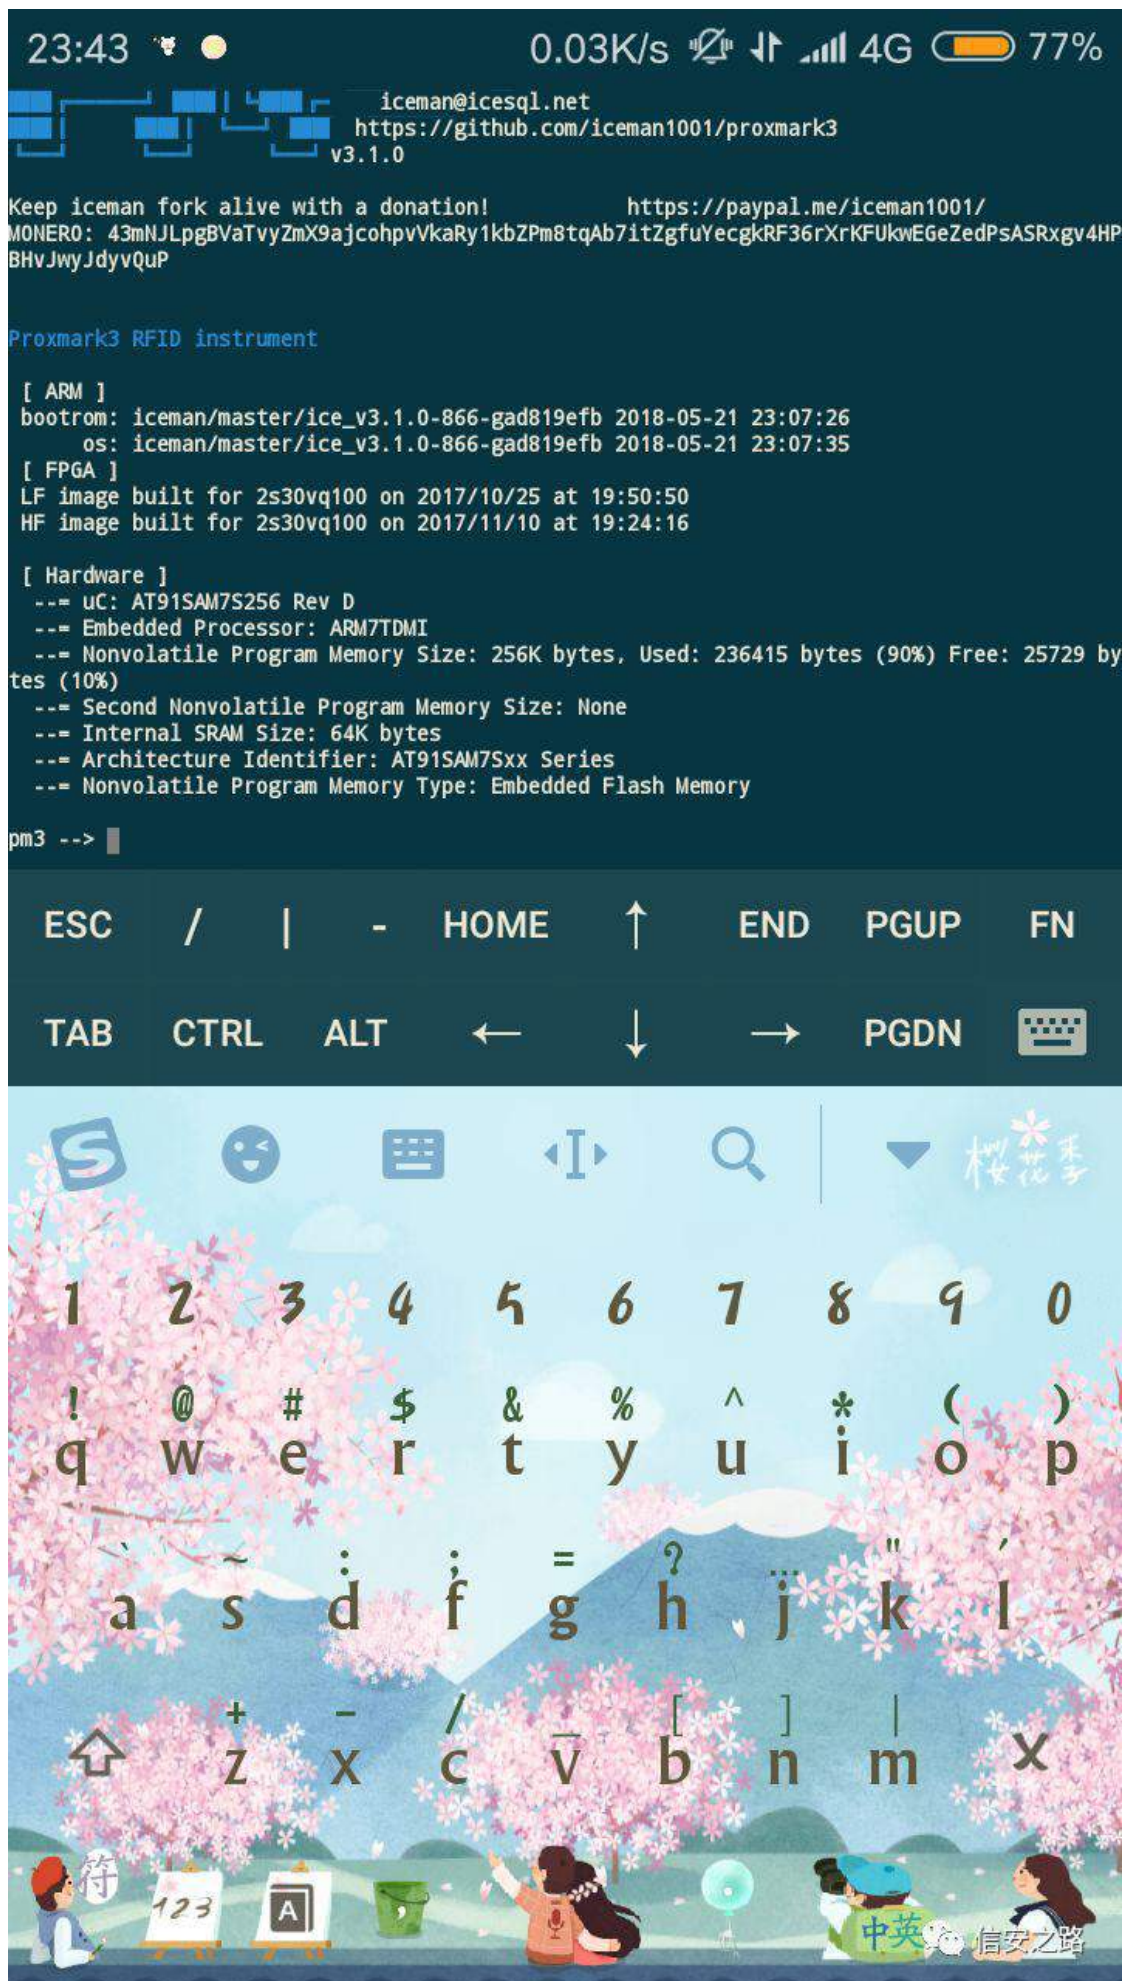 23:43 0.03K/s 4G 77%
iceman@icesql.net
https://github.com/iceman1001/proxmark3
v3.1.0
Keep iceman fork alive with a donation! https://paypal.me/iceman1001/
MONERO: 43mNJLpgBVaTvyZmX9ajcohpvVkaRy1kbZPm8tqAb7itZgfuYecgkRF36rXrKFUkwEGeZedPsASRxgv4HP
BHvJwyJdyvQuP
Proxmark3 RFID instrument
[ ARM ]
bootrom: iceman/master/ice_v3.1.0-866-gad819efb 2018-05-21 23:07:26
os: iceman/master/ice_v3.1.0-866-gad819efb 2018-05-21 23:07:35
[ FPGA ]
LF image built for 2s30vq100 on 2017/10/25 at 19:50:50
HF image built for 2s30vq100 on 2017/11/10 at 19:24:16
[ Hardware ]
--= uC: AT91SAM7S256 Rev D
--= Embedded Processor: ARM7TDMI
--= Nonvolatile Program Memory Size: 256K bytes, Used: 236415 bytes (90%) Free: 25729 by
tes (10%)
--= Second Nonvolatile Program Memory Size: None
--= Internal SRAM Size: 64K bytes
--= Architecture Identifier: AT91SAM7Sxx Series
--= Nonvolatile Program Memory Type: Embedded Flash Memory
pm3 -->
ESC / | - HOME ↑ END PGUP FN
TAB CTRL ALT ← ↓ → PGDN
S 樱花季
1 2 3 4 5 6 7 8 9 0
! @ # $ & % ^ * ( )
q w e r t y u i o p
` ~ : ; = ? … " ´
a s d f g h j k l
+ - / _ [ ] |
z x c v b n m
符 123 A , 中英 信安之路